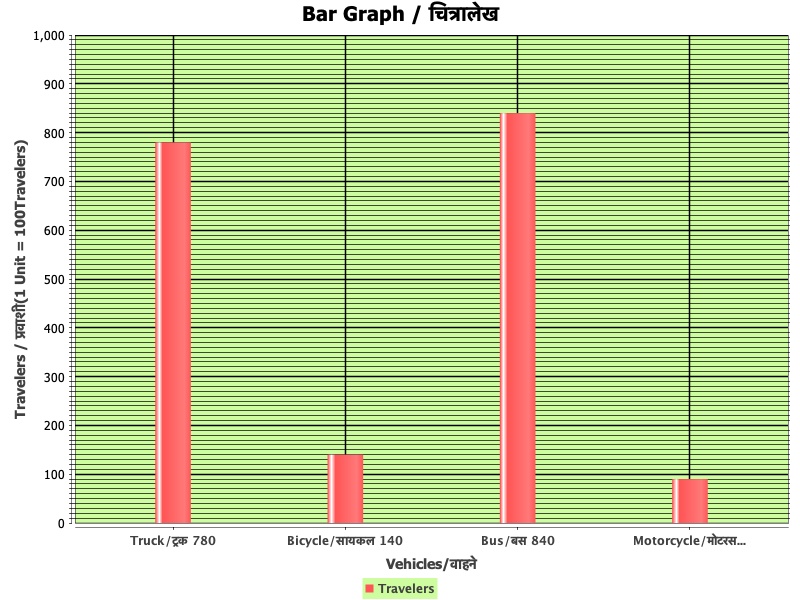 Bar Graph / चित्रालेख
Travelers / प्रवाशी(1 Unit = 100Travelers)
1,000
900
800
700
600
500
400
300
200
100
0
Truck/ट्रक 780 Bicycle/सायकल 140 Bus/बस 840 Motorcycle/मोटरस...
Vehicles/वाहने
Travelers